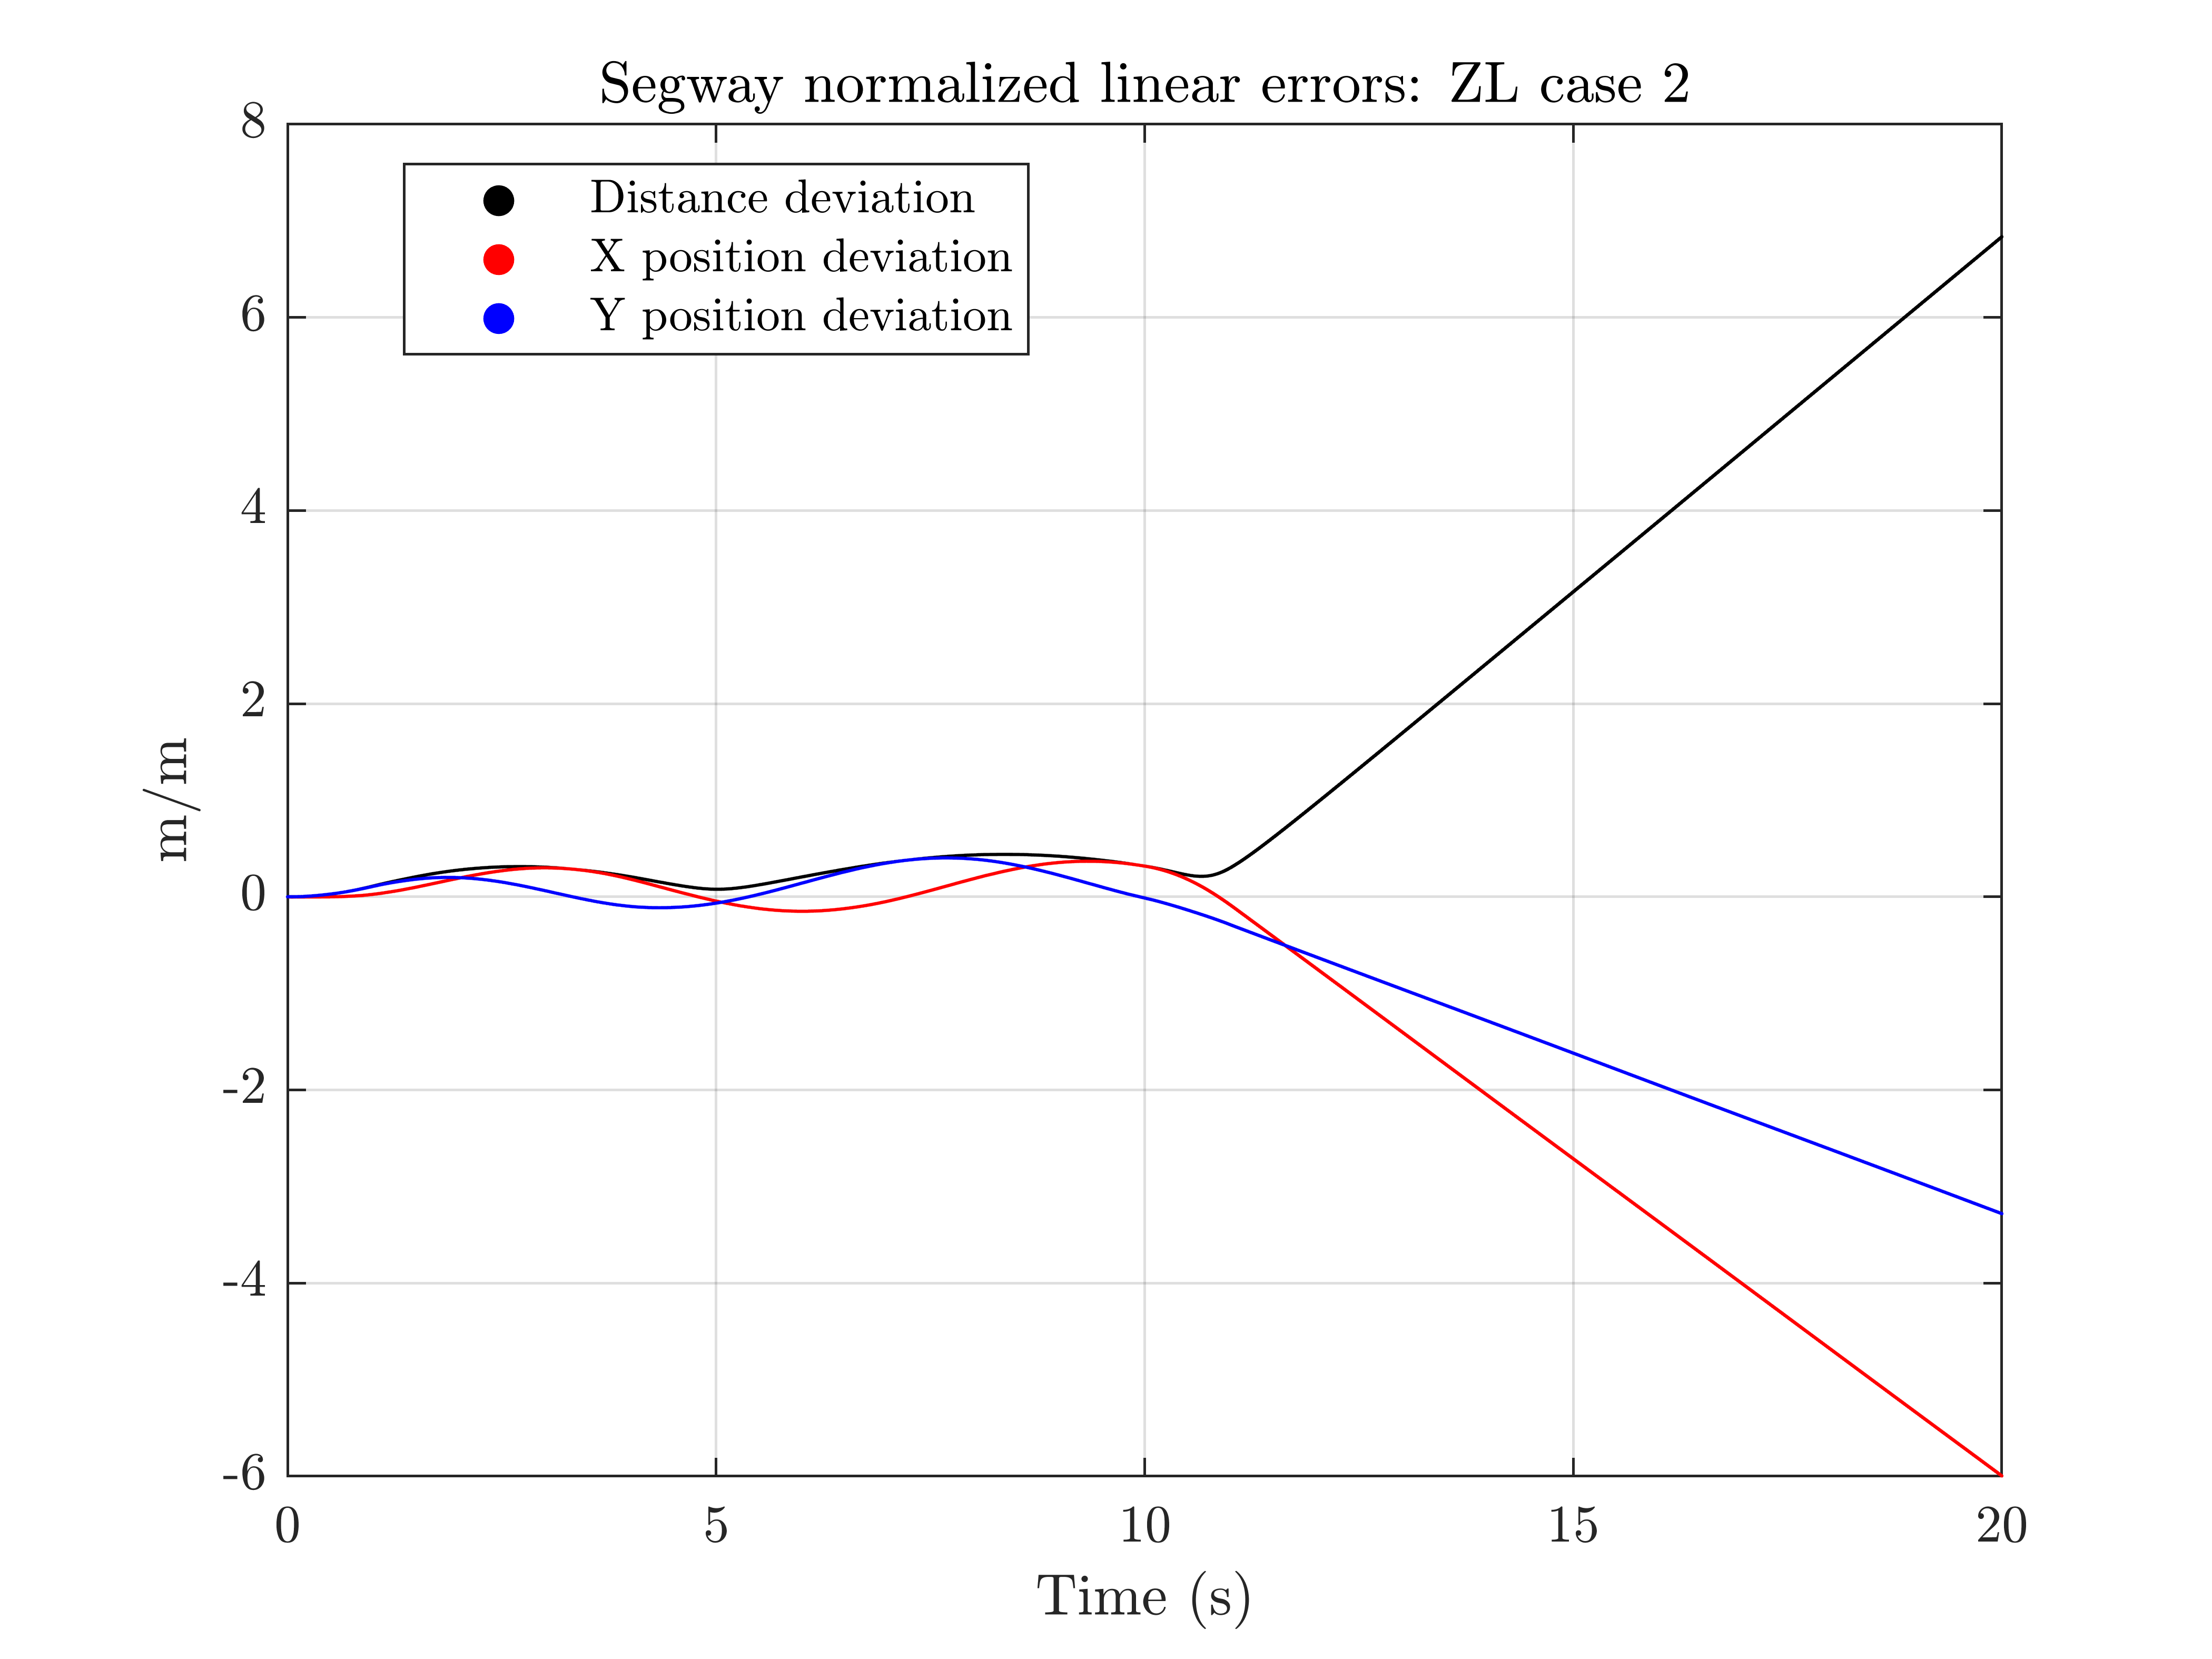 Segway normalized linear errors: ZL case 2
8
6
4
2
0
-2
-4
-6
m/m
Distance deviation
X position deviation
Y position deviation
0 5 10 15 20
Time (s)